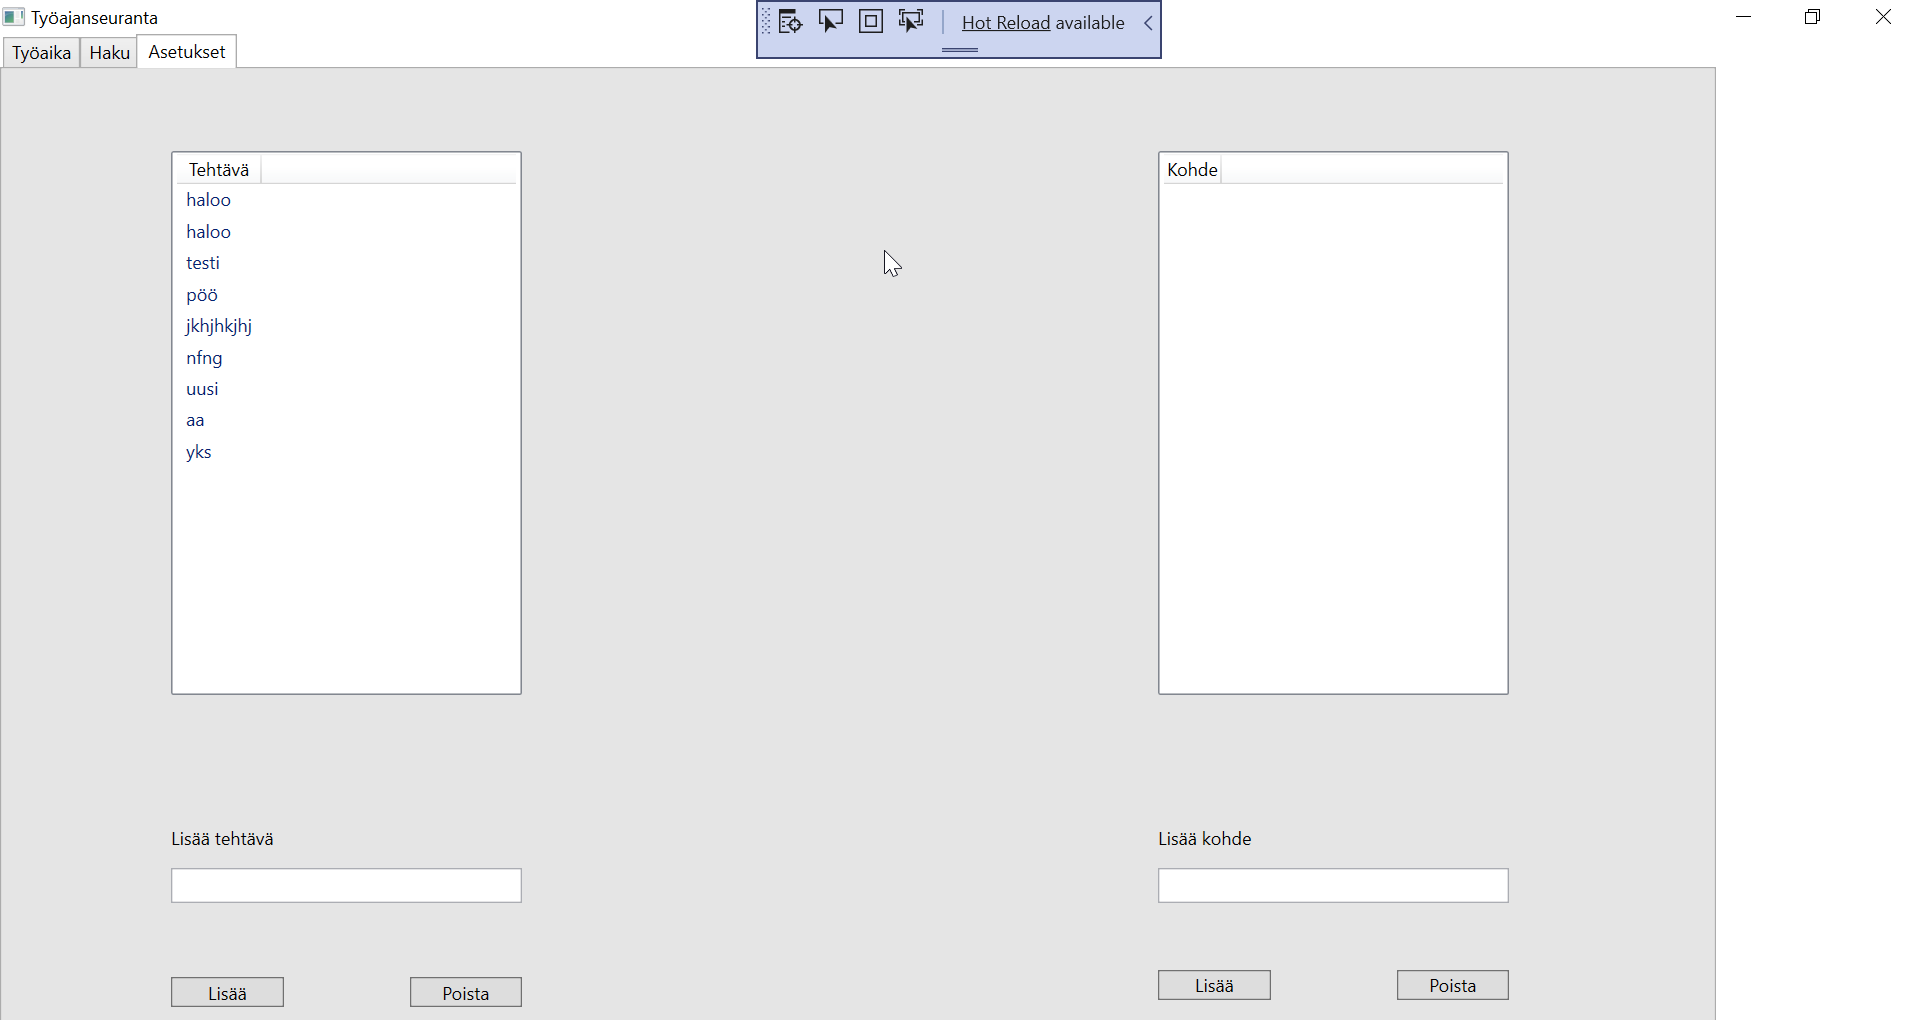 Työajanseuranta
Hot Reload available
Työaika Haku Asetukset
Tehtävä
haloo
haloo
testi
pöö
jkhjhkjhj
nfng
uusi
aa
yks
Kohde
Lisää tehtävä
Lisää kohde
Lisää Poista
Lisää Poista